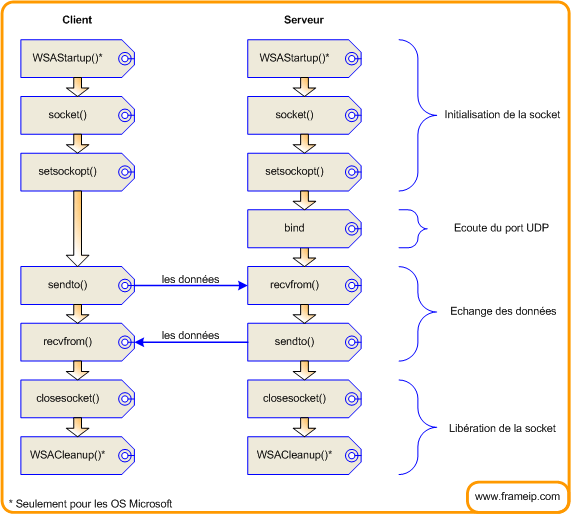 Client
Serveur
WSAStartup()*
WSAStartup()*
socket()
socket()
Initialisation de la socket
setsockopt()
setsockopt()
bind
Ecoute du port UDP
sendto()
les données
recvfrom()
Echange des données
recvfrom()
les données
sendto()
closesocket()
closesocket()
Libération de la socket
WSACleanup()*
WSACleanup()*
* Seulement pour les OS Microsoft
www.frameip.com